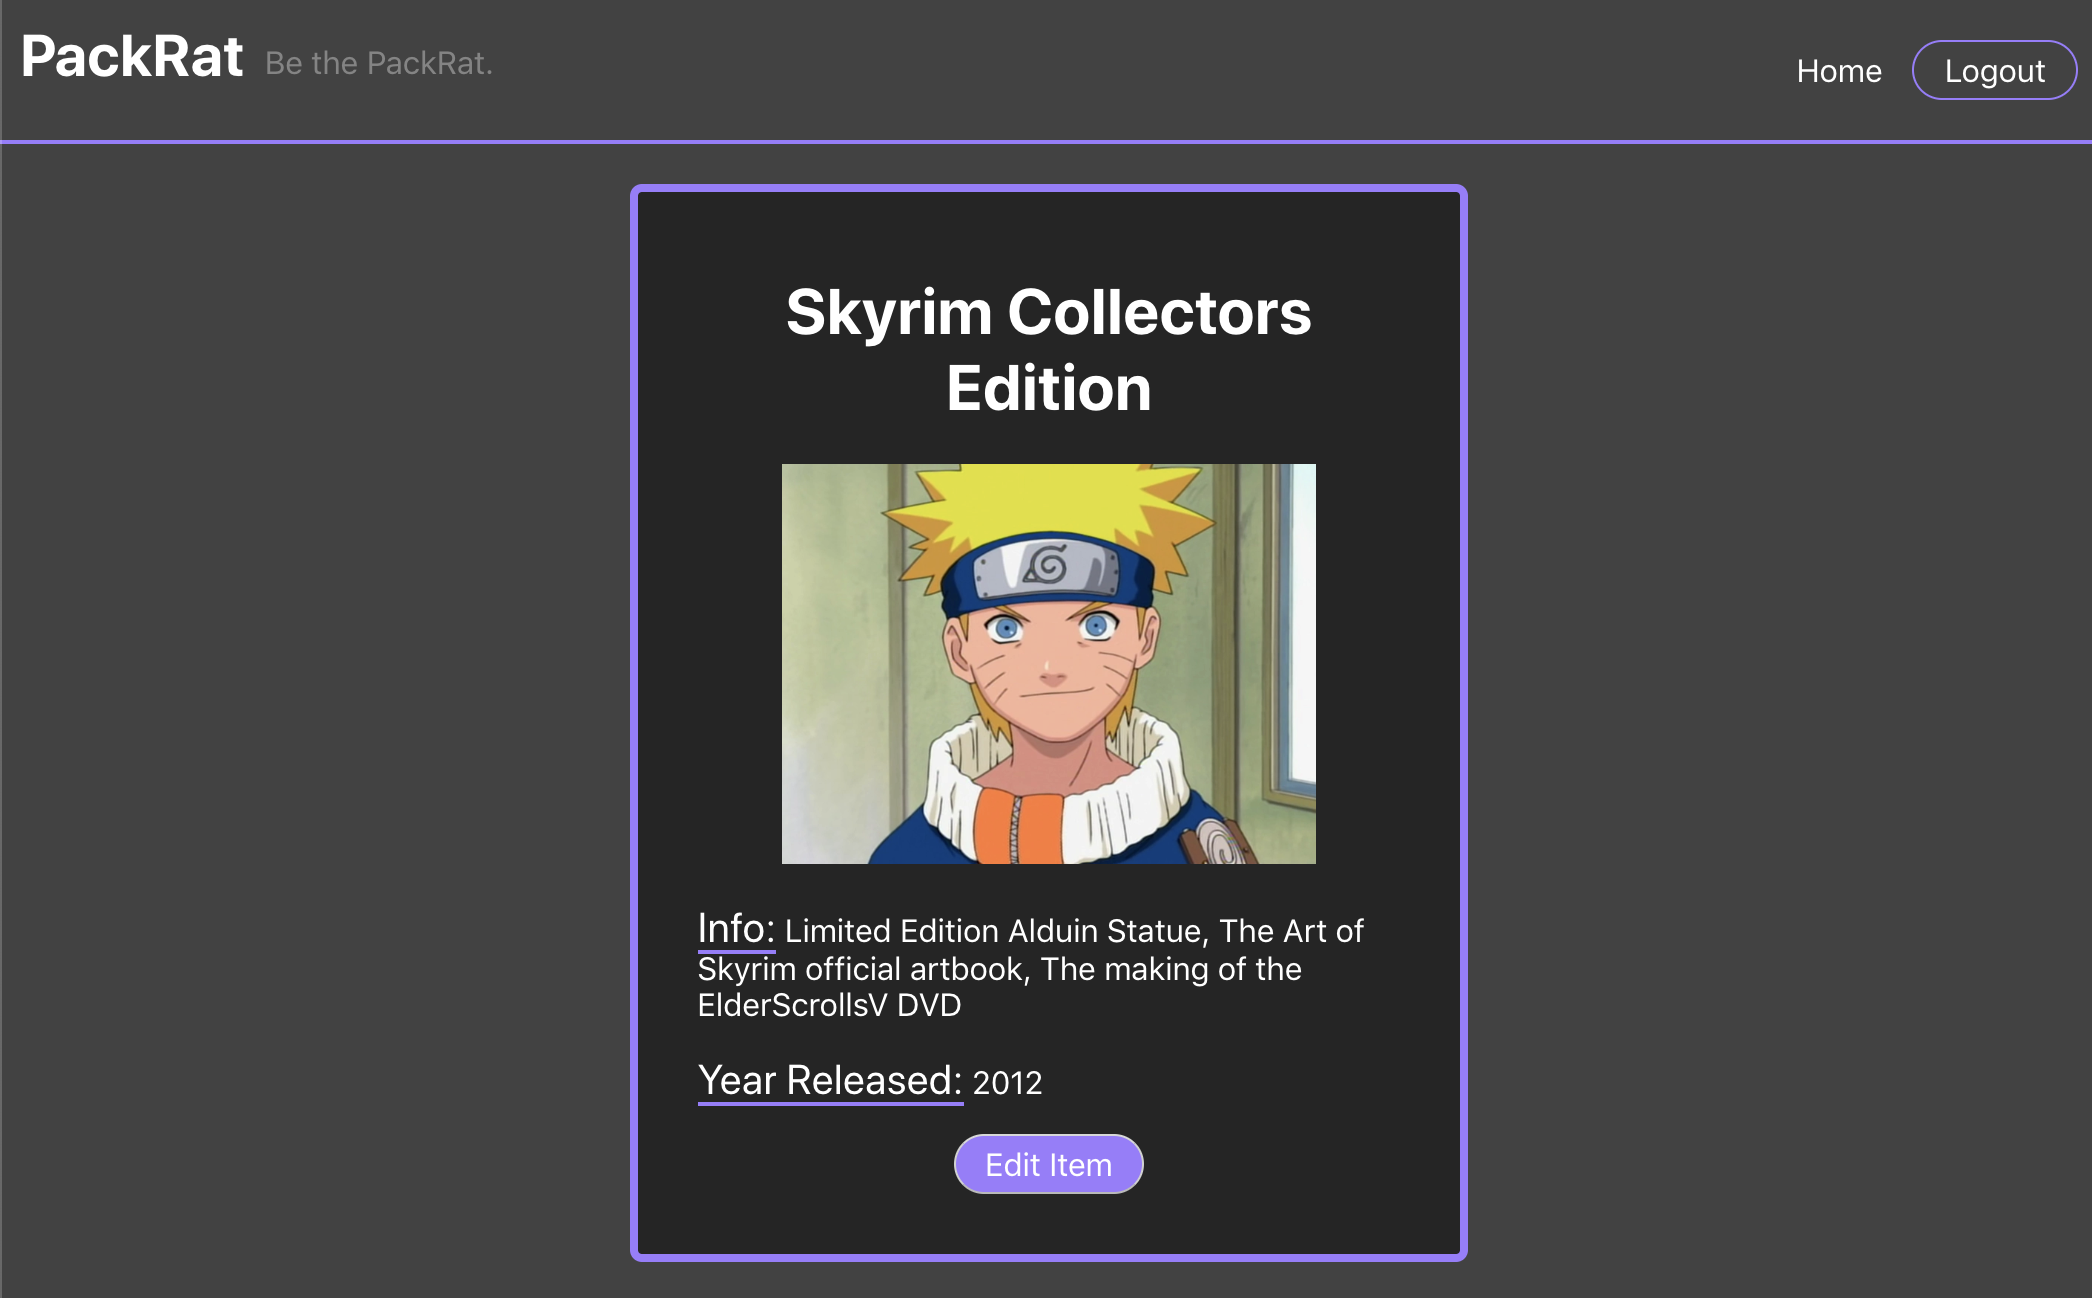 PackRat Be the PackRat.
Home Logout
Skyrim Collectors
Edition
Info: Limited Edition Alduin Statue, The Art of
Skyrim official artbook, The making of the
ElderScrollsV DVD
Year Released: 2012
Edit Item